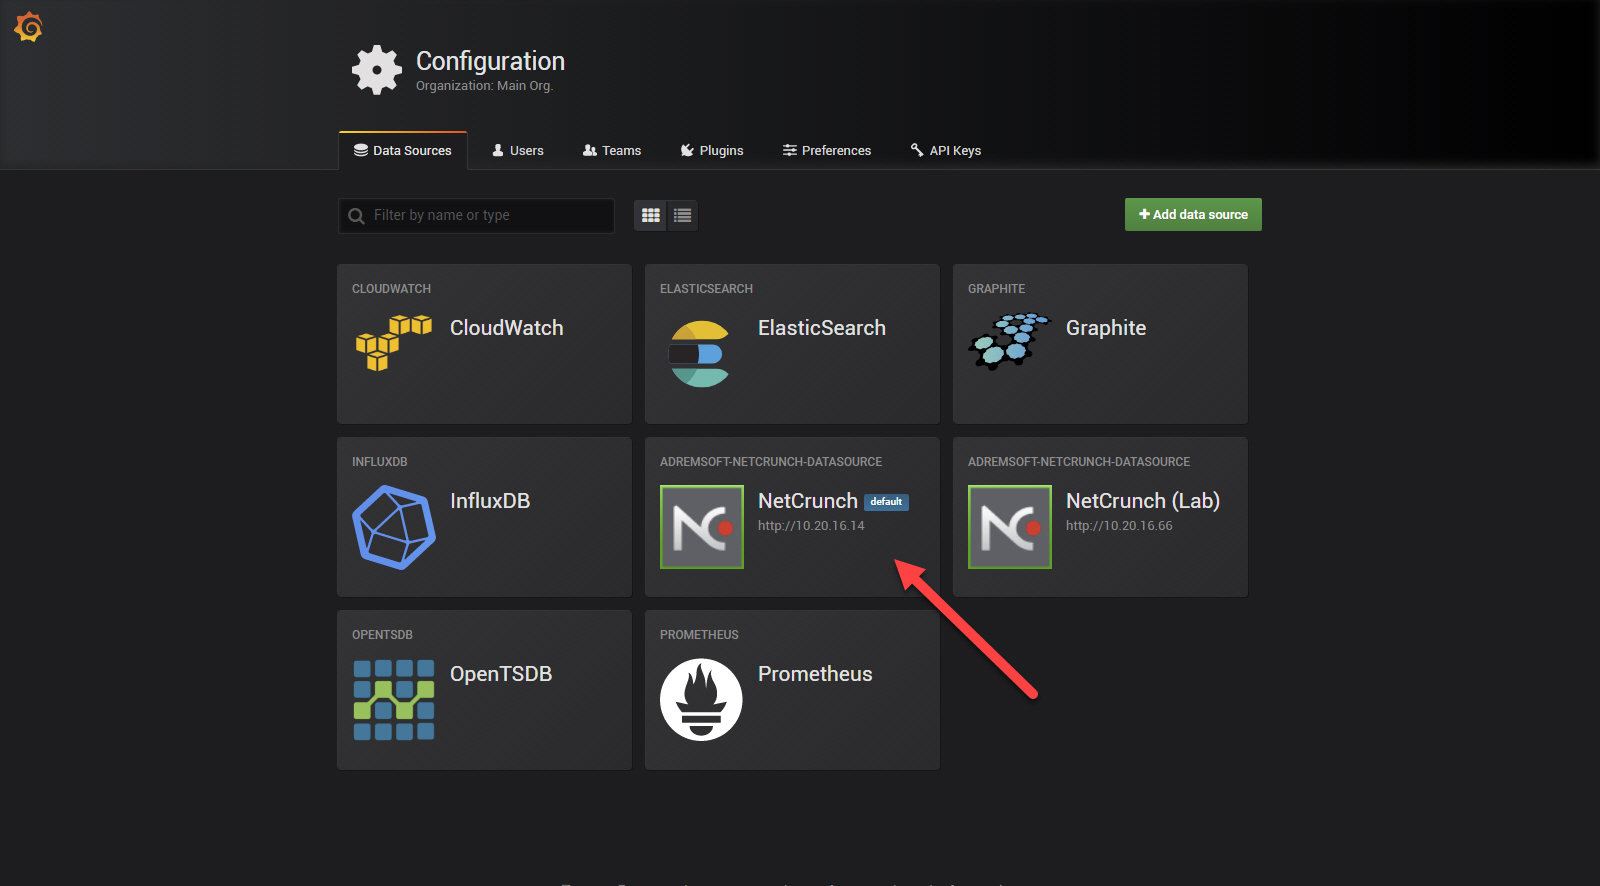 Configuration
Organization: Main Org.
Data Sources
Users
Teams
Plugins
Preferences
API Keys
Filter by name or type
Add data source
CLOUDWATCH
CloudWatch
ELASTICSEARCH
ElasticSearch
GRAPHITE
Graphite
INFLUXDB
InfluxDB
ADREMSOFT-NETCRUNCH-DATASOURCE
NetCrunch default
http://10.20.16.14
ADREMSOFT-NETCRUNCH-DATASOURCE
NetCrunch (Lab)
http://10.20.16.66
OPENTSDB
OpenTSDB
PROMETHEUS
Prometheus